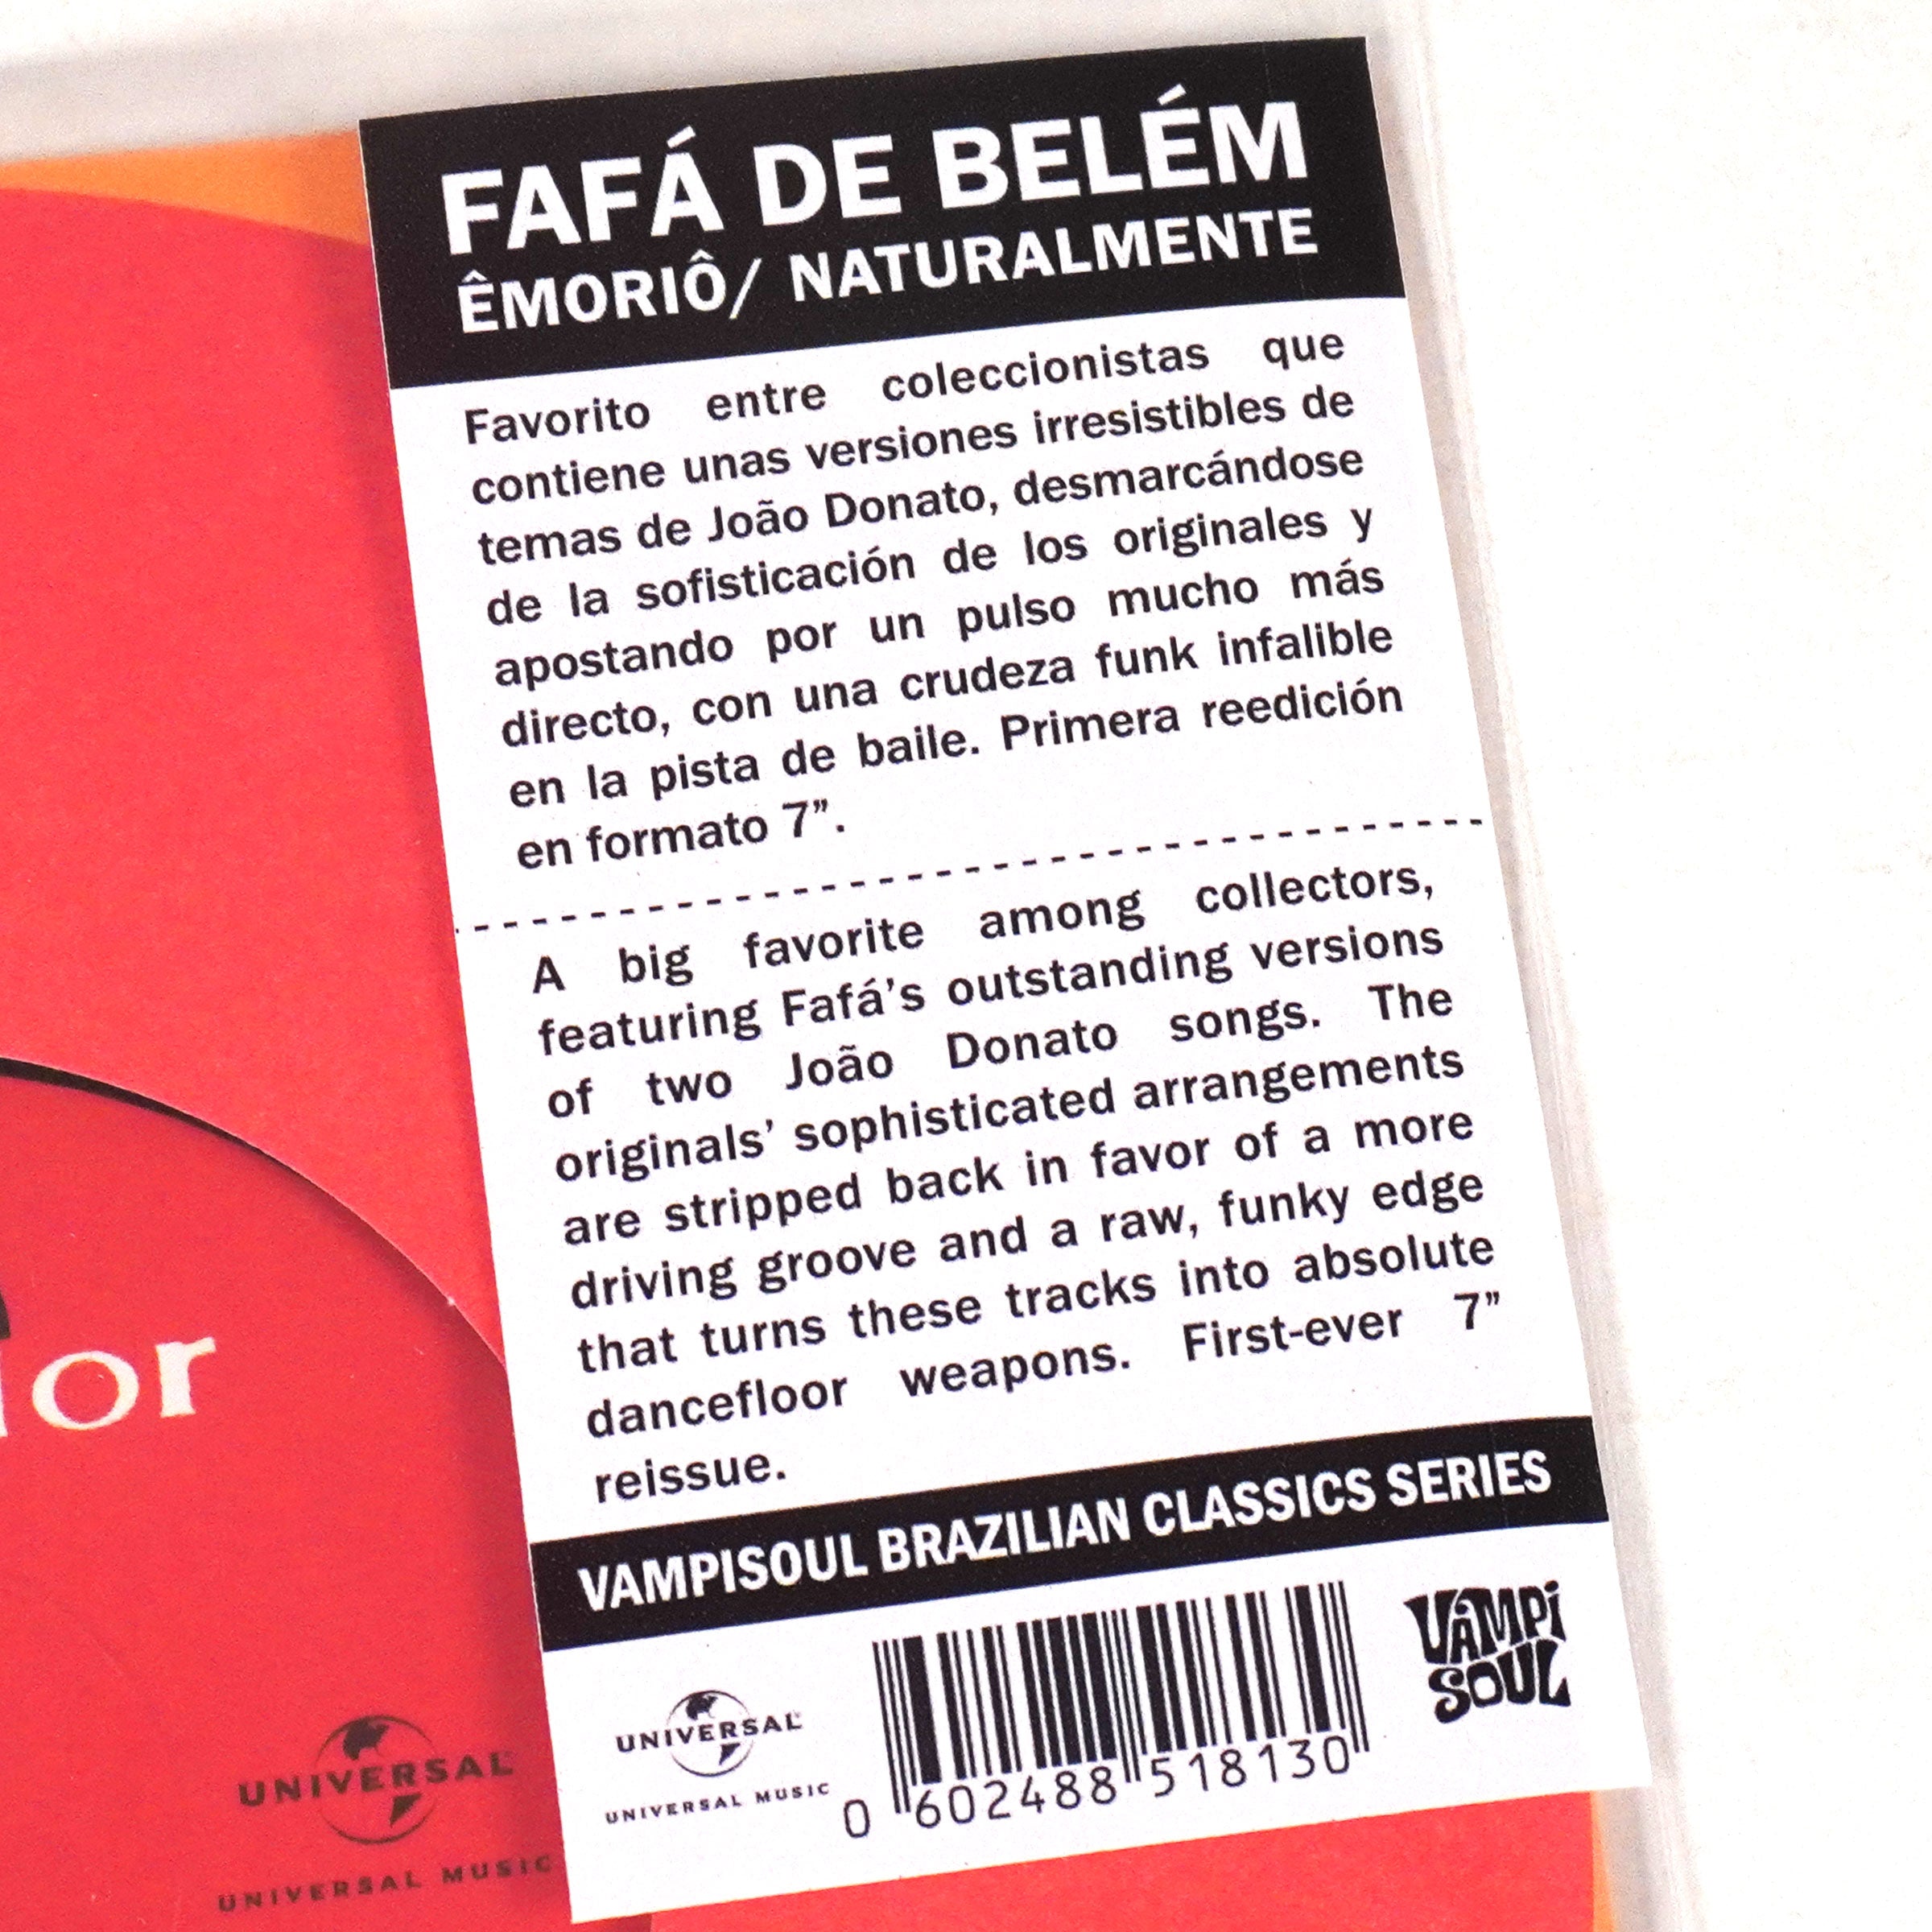 FAFÁ DE BELÉM
ÊMORIÔ/ NATURALMENTE
Favorito entre coleccionistas que
contiene unas versiones irresistibles de
temas de João Donato, desmarcándose
de la sofisticación de los originales y
apostando por un pulso mucho más
directo, con una crudeza funk infalible
en la pista de baile. Primera reedición
en formato 7”.
A big favorite among collectors,
featuring Fafá’s outstanding versions
of two João Donato songs. The
originals’ sophisticated arrangements
are stripped back in favor of a more
driving groove and a raw, funky edge
that turns these tracks into absolute
dancefloor weapons. First-ever 7”
reissue.
VAMPISOUL BRAZILIAN CLASSICS SERIES
UNIVERSAL
UNIVERSAL MUSIC
0 602488 518130
VAMPI
SOUL
UNIVERSAL
UNIVERSAL MUSIC